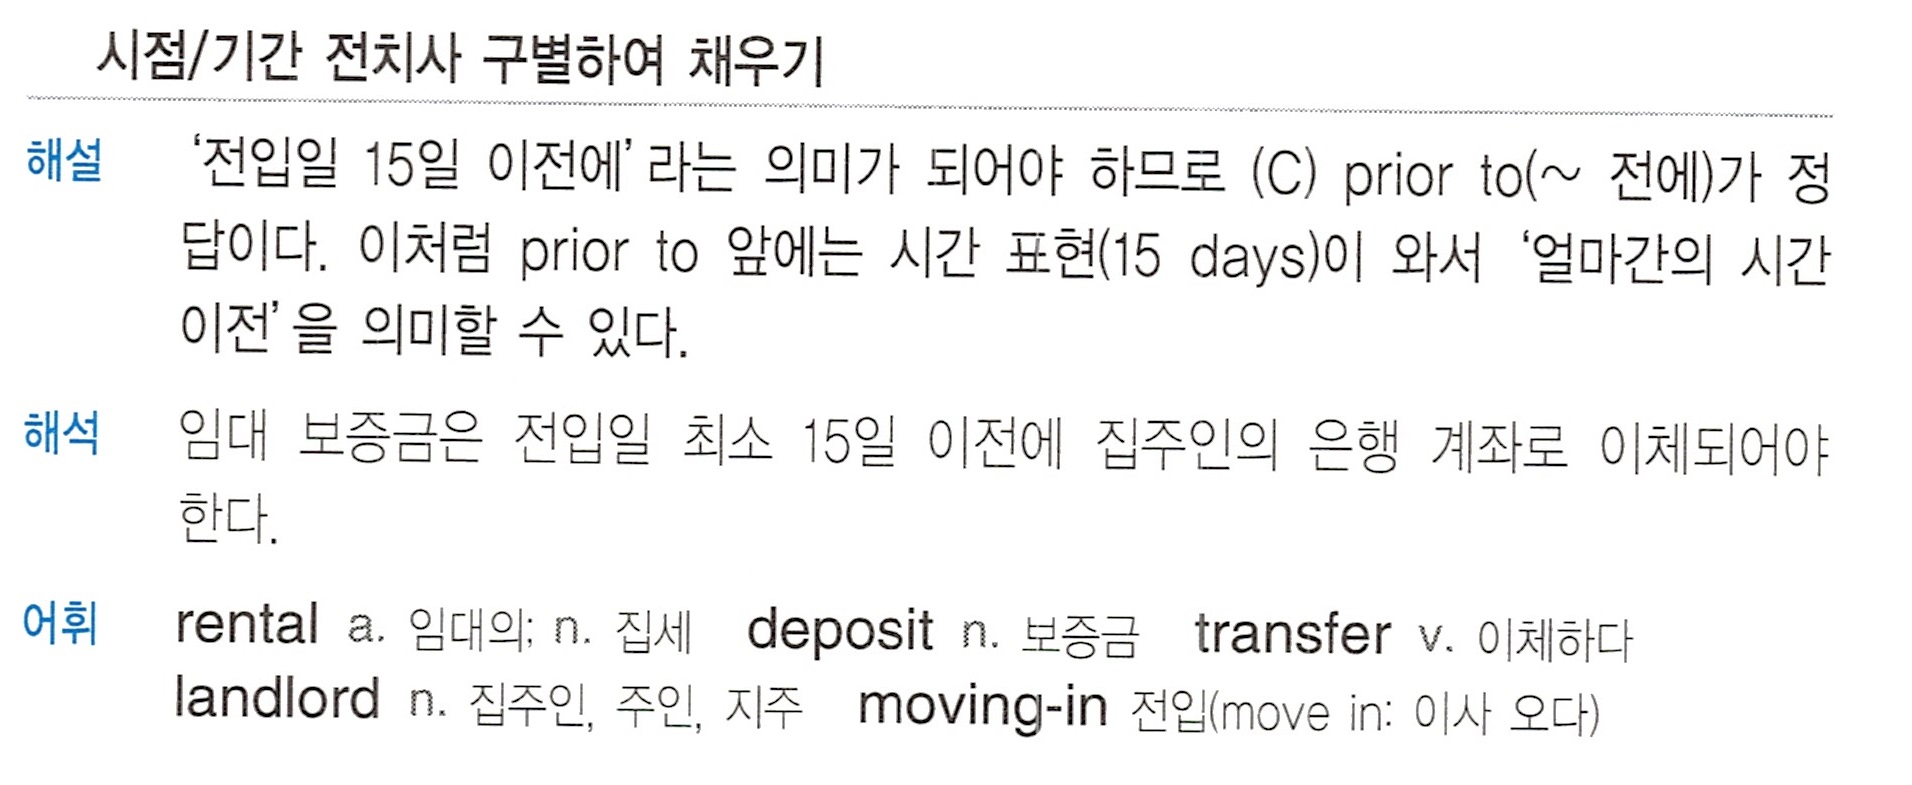 시점/기간 전치사 구별하여 채우기
해설 '전입일 15일 이전에'라는 의미가 되어야 하므로 (C) prior to(~ 전에)가 정
답이다. 이처럼 prior to 앞에는 시간 표현(15 days)이 와서 '얼마간의 시간
이전'을 의미할 수 있다.
해석 임대 보증금은 전입일 최소 15일 이전에 집주인의 은행 계좌로 이체되어야
한다.
어휘 rental a. 임대의; n. 집세 deposit n. 보증금 transfer v. 이체하다
landlord n. 집주인, 주인, 지주 moving-in 전입(move in: 이사 오다)